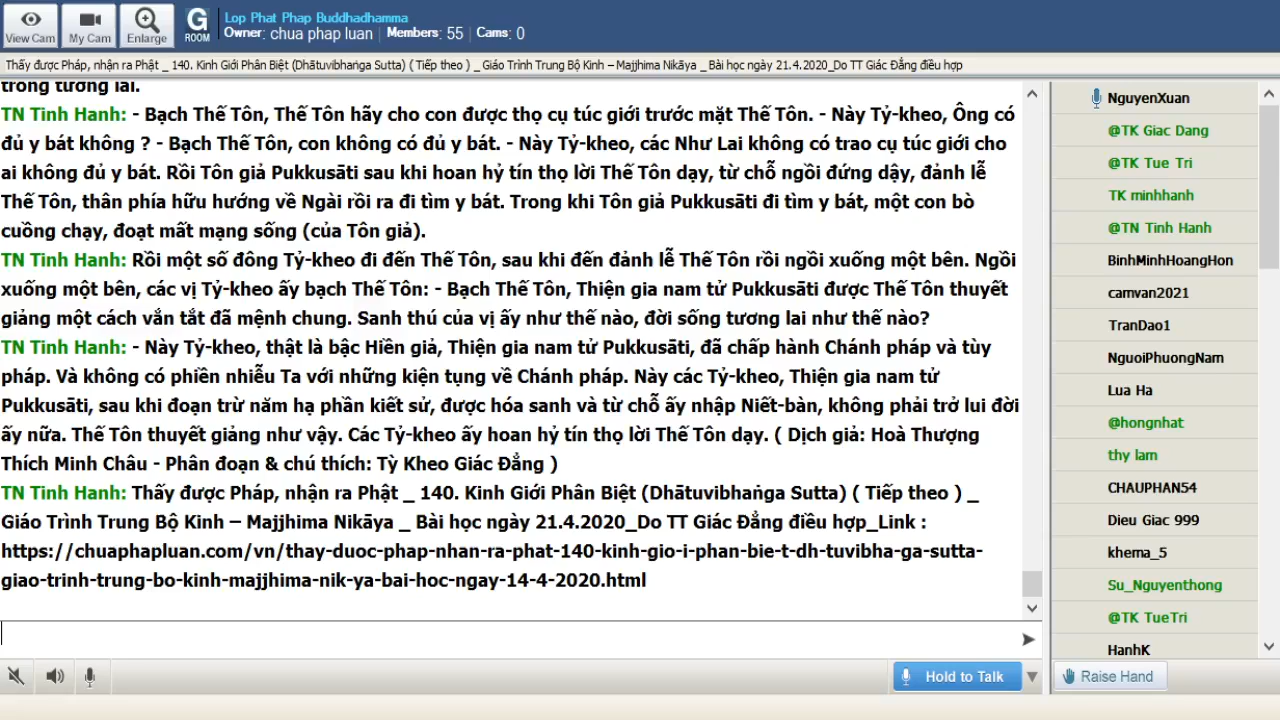 View Cam
My Cam
Enlarge
G
ROOM
Lop Phat Phap Buddhadhamma
Owner: chua phap luan | Members: 55 | Cams: 0
Thấy được Pháp, nhận ra Phật _ 140. Kinh Giới Phân Biệt (Dhātuvibhaṅga Sutta) ( Tiếp theo ) _ Giáo Trình Trung Bộ Kinh – Majjhima Nikāya _ Bài học ngày 21.4.2020_Do TT Giác Đẳng điều hợp
trong tương lai.
TN Tinh Hanh: - Bạch Thế Tôn, Thế Tôn hãy cho con được thọ cụ túc giới trước mặt Thế Tôn. - Này Tỷ-kheo, Ông có
đủ y bát không ? - Bạch Thế Tôn, con không có đủ y bát. - Này Tỷ-kheo, các Như Lai không có trao cụ túc giới cho
ai không đủ y bát. Rồi Tôn giả Pukkusāti sau khi hoan hỷ tín thọ lời Thế Tôn dạy, từ chỗ ngồi đứng dậy, đảnh lễ
Thế Tôn, thân phía hữu hướng về Ngài rồi ra đi tìm y bát. Trong khi Tôn giả Pukkusāti đi tìm y bát, một con bò
cuồng chạy, đoạt mất mạng sống (của Tôn giả).
TN Tinh Hanh: Rồi một số đông Tỷ-kheo đi đến Thế Tôn, sau khi đến đảnh lễ Thế Tôn rồi ngồi xuống một bên. Ngồi
xuống một bên, các vị Tỷ-kheo ấy bạch Thế Tôn: - Bạch Thế Tôn, Thiện gia nam tử Pukkusāti được Thế Tôn thuyết
giảng một cách vắn tắt đã mệnh chung. Sanh thú của vị ấy như thế nào, đời sống tương lai như thế nào?
TN Tinh Hanh: - Này Tỷ-kheo, thật là bậc Hiền giả, Thiện gia nam tử Pukkusāti, đã chấp hành Chánh pháp và tùy
pháp. Và không có phiền nhiễu Ta với những kiện tụng về Chánh pháp. Này các Tỷ-kheo, Thiện gia nam tử
Pukkusāti, sau khi đoạn trừ năm hạ phần kiết sử, được hóa sanh và từ chỗ ấy nhập Niết-bàn, không phải trở lui đời
ấy nữa. Thế Tôn thuyết giảng như vậy. Các Tỷ-kheo ấy hoan hỷ tín thọ lời Thế Tôn dạy. ( Dịch giả: Hoà Thượng
Thích Minh Châu - Phân đoạn & chú thích: Tỳ Kheo Giác Đẳng )
TN Tinh Hanh: Thấy được Pháp, nhận ra Phật _ 140. Kinh Giới Phân Biệt (Dhātuvibhaṅga Sutta) ( Tiếp theo ) _
Giáo Trình Trung Bộ Kinh – Majjhima Nikāya _ Bài học ngày 21.4.2020_Do TT Giác Đẳng điều hợp_Link :
https://chuaphapluan.com/vn/thay-duoc-phap-nhan-ra-phat-140-kinh-gio-i-phan-bie-t-dh-tuvibha-ga-sutta-
giao-trinh-trung-bo-kinh-majjhima-nik-ya-bai-hoc-ngay-14-4-2020.html
NguyenXuan
@TK Giac Dang
@TK Tue Tri
TK minhhanh
@TN Tinh Hanh
BinhMinhHoangHon
camvan2021
TranDao1
NguoiPhuongNam
Lua Ha
@hongnhat
thy lam
CHAUPHAN54
Dieu Giac 999
khema_5
Su_Nguyenthong
@TK TueTri
HanhK
Hold to Talk
Raise Hand